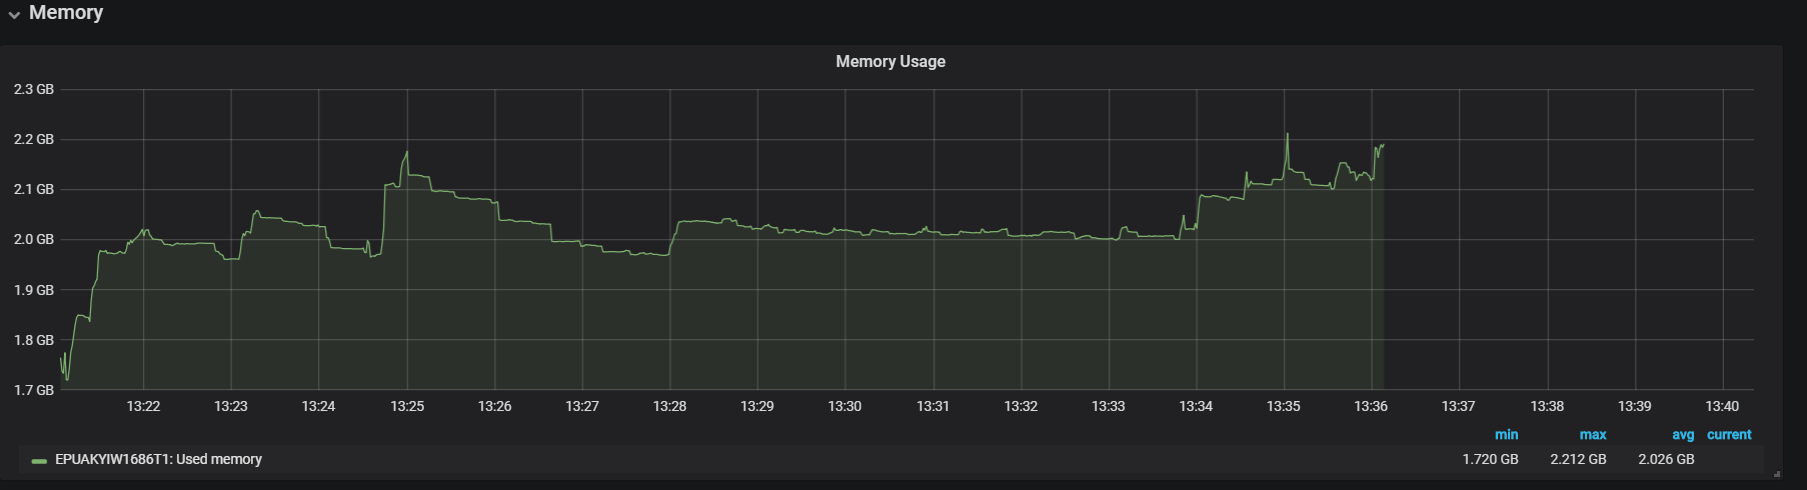 Memory
Memory Usage
2.3 GB
2.2 GB
2.1 GB
2.0 GB
1.9 GB
1.8 GB
1.7 GB
13:22 13:23 13:24 13:25 13:26 13:27 13:28 13:29 13:30 13:31 13:32 13:33 13:34 13:35 13:36 13:37 13:38 13:39 13:40
min max avg current
EPUAKYIW1686T1: Used memory 1.720 GB 2.212 GB 2.026 GB